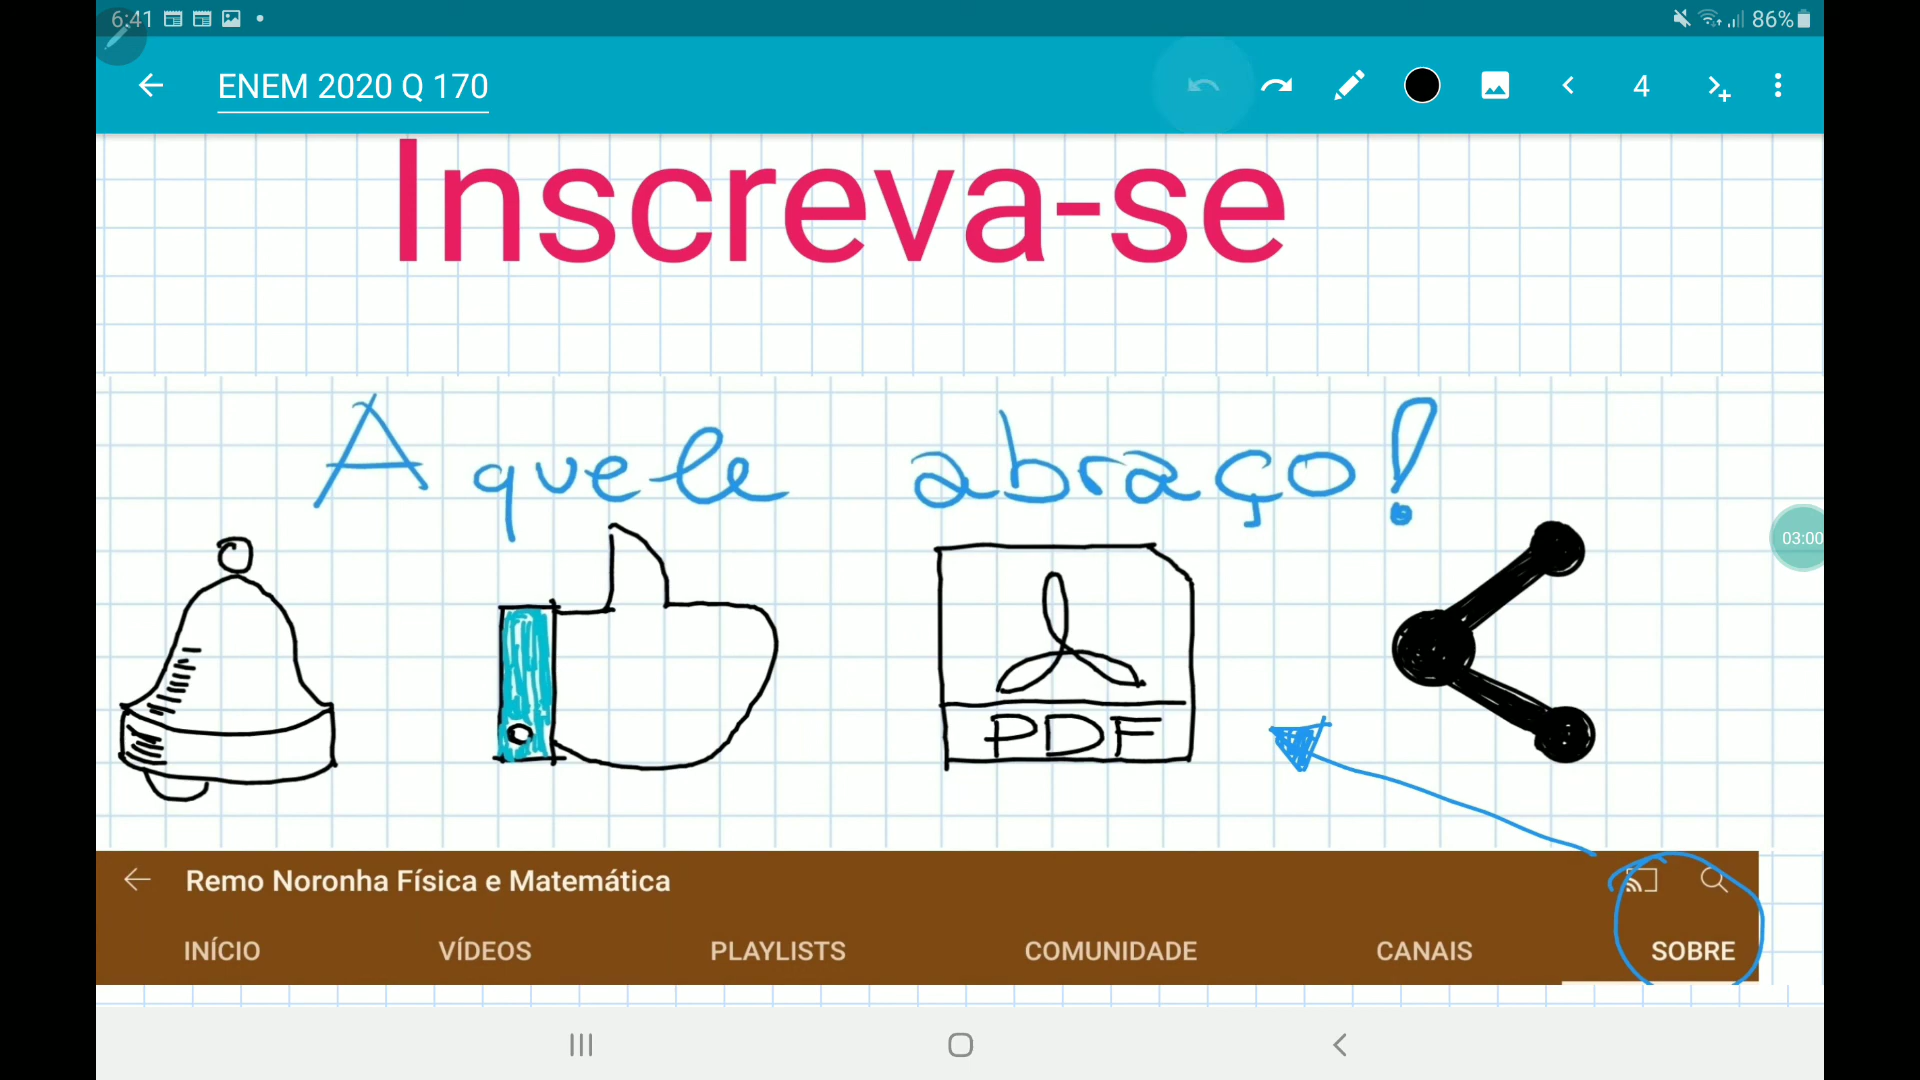 6:41 86%
ENEM 2020 Q 170 4
Inscreva-se
Aquele abraço!
03:00
PDF
Remo Noronha Física e Matemática
INÍCIO VÍDEOS PLAYLISTS COMUNIDADE CANAIS SOBRE